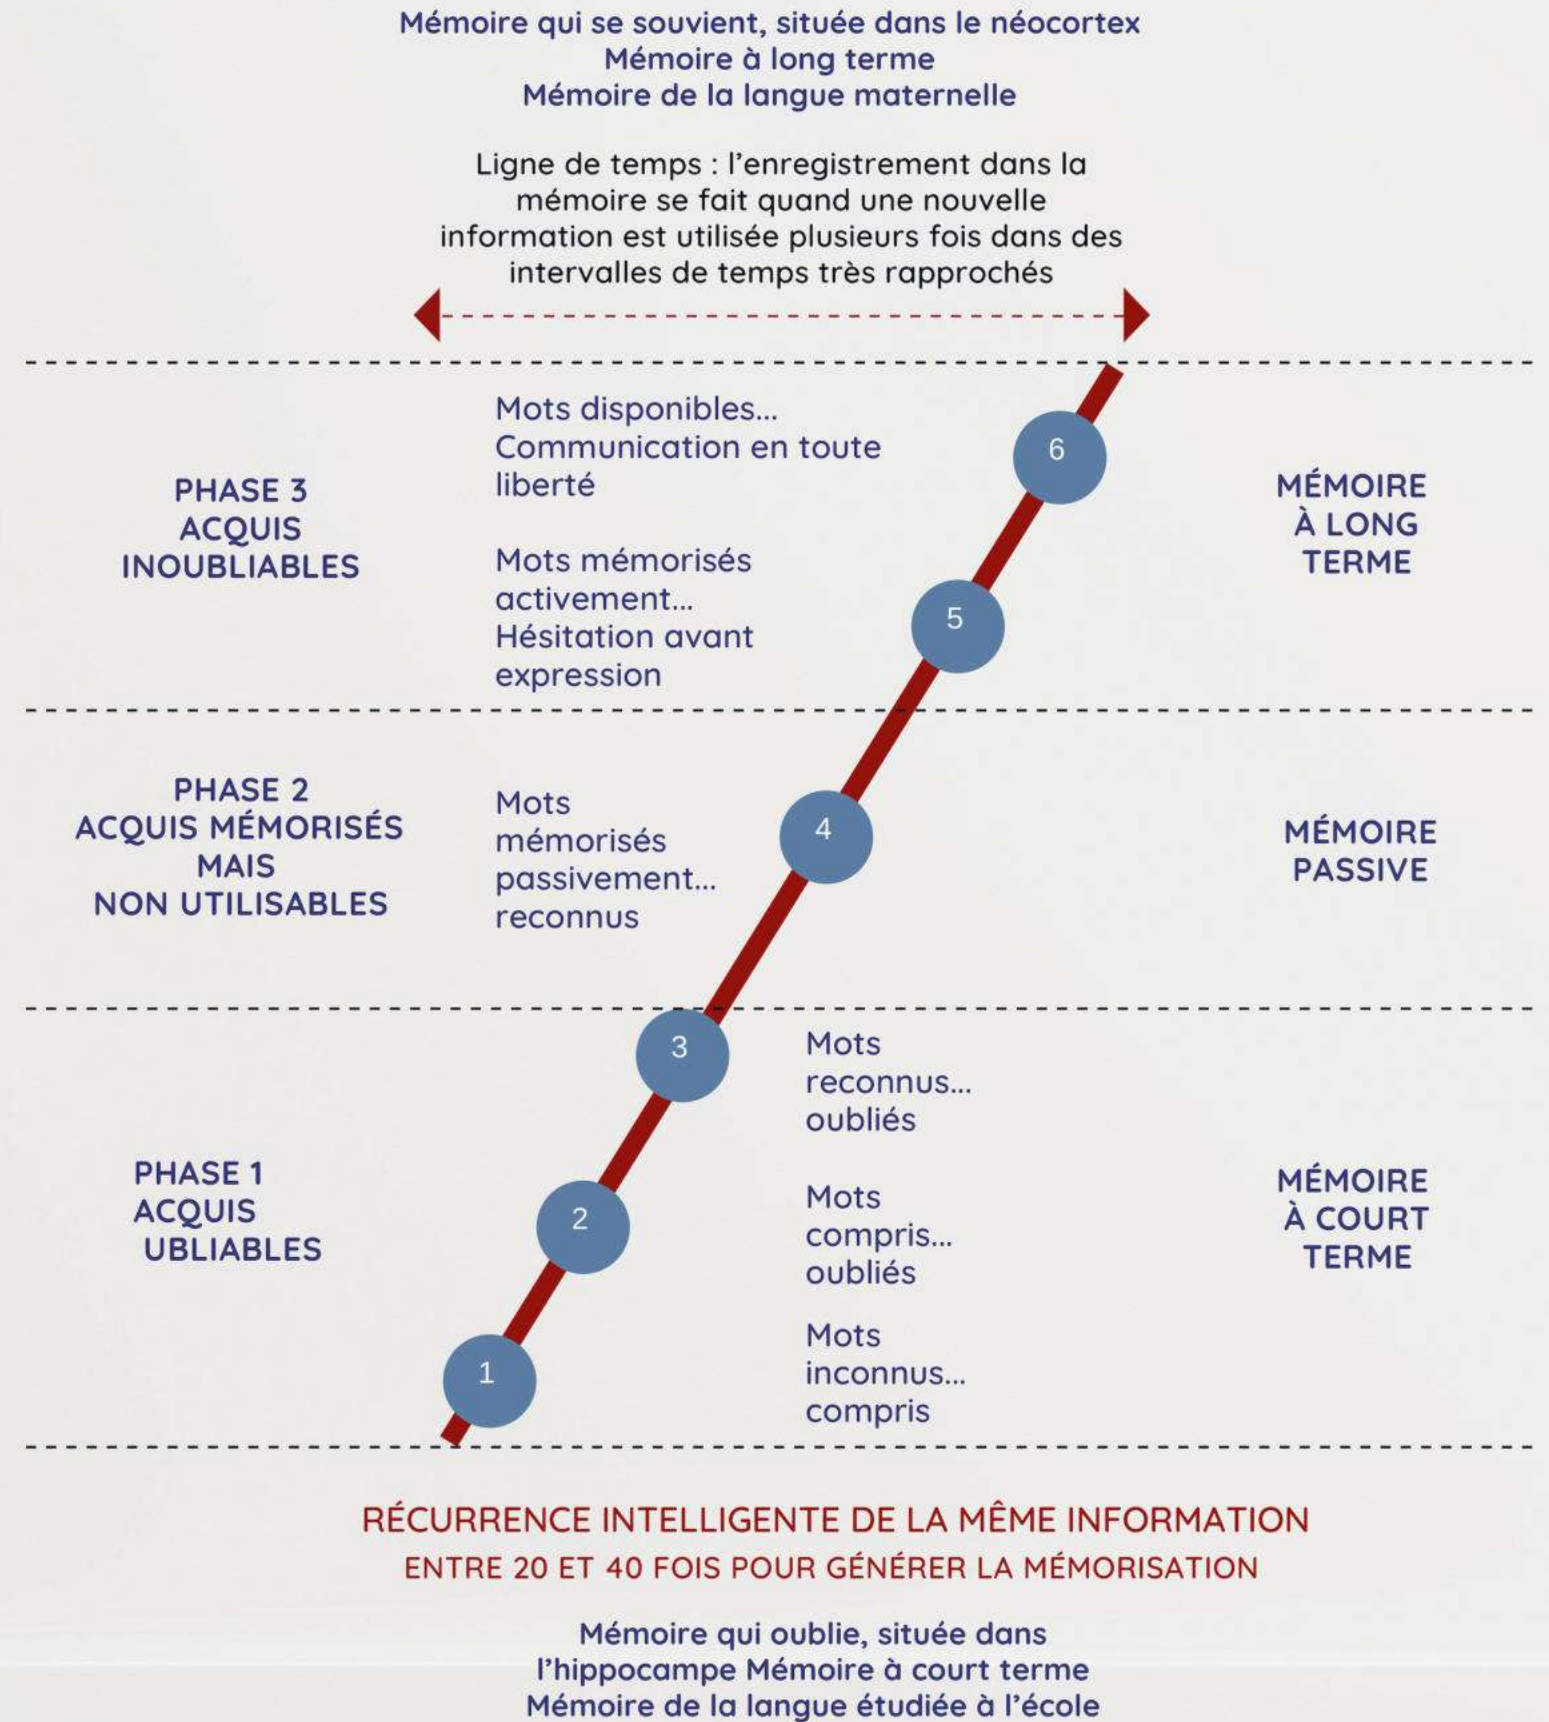 Mémoire qui se souvient, située dans le néocortex
Mémoire à long terme
Mémoire de la langue maternelle
Ligne de temps : l’enregistrement dans la
mémoire se fait quand une nouvelle
information est utilisée plusieurs fois dans des
intervalles de temps très rapprochés
PHASE 3
ACQUIS
INOUBLIABLES
Mots disponibles...
Communication en toute
liberté
Mots mémorisés
activement...
Hésitation avant
expression
6
5
MÉMOIRE
À LONG
TERME
PHASE 2
ACQUIS MÉMORISÉS
MAIS
NON UTILISABLES
Mots
mémorisés
passivement...
reconnus
4
MÉMOIRE
PASSIVE
PHASE 1
ACQUIS
UBLIABLES
3
2
1
Mots
reconnus...
oubliés
Mots
compris...
oubliés
Mots
inconnus...
compris
MÉMOIRE
À COURT
TERME
RÉCURRENCE INTELLIGENTE DE LA MÊME INFORMATION
ENTRE 20 ET 40 FOIS POUR GÉNÉRER LA MÉMORISATION
Mémoire qui oublie, située dans
l’hippocampe Mémoire à court terme
Mémoire de la langue étudiée à l’école